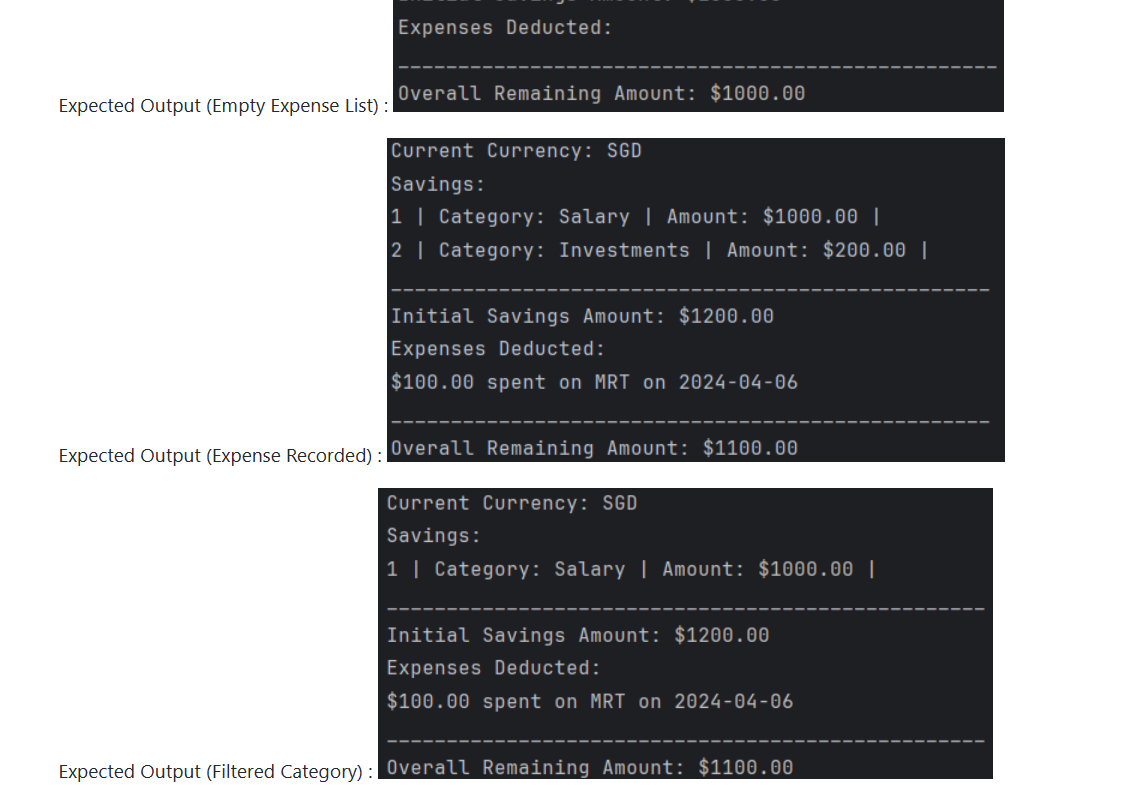 Expenses Deducted:
--------------------------------------------------
Overall Remaining Amount: $1000.00
Expected Output (Empty Expense List) :
Current Currency: SGD
Savings:
1 | Category: Salary | Amount: $1000.00 |
2 | Category: Investments | Amount: $200.00 |
--------------------------------------------------
Initial Savings Amount: $1200.00
Expenses Deducted:
$100.00 spent on MRT on 2024-04-06
--------------------------------------------------
Overall Remaining Amount: $1100.00
Expected Output (Expense Recorded) :
Current Currency: SGD
Savings:
1 | Category: Salary | Amount: $1000.00 |
--------------------------------------------------
Initial Savings Amount: $1200.00
Expenses Deducted:
$100.00 spent on MRT on 2024-04-06
--------------------------------------------------
Overall Remaining Amount: $1100.00
Expected Output (Filtered Category) :